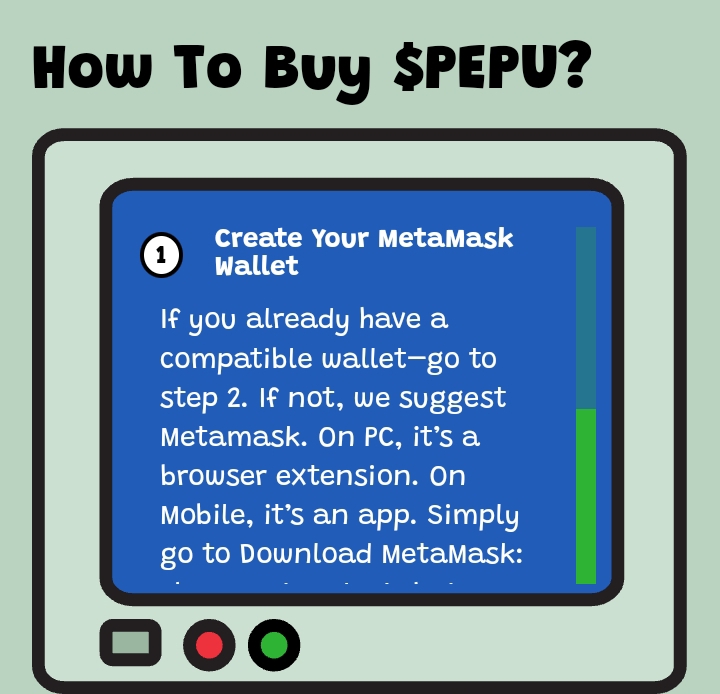 How To Buy $PEPU?
1
Create Your MetaMask
Wallet
If you already have a
compatible wallet—go to
step 2. If not, we suggest
Metamask. On PC, it’s a
browser extension. On
Mobile, it’s an app. Simply
go to Download MetaMask: